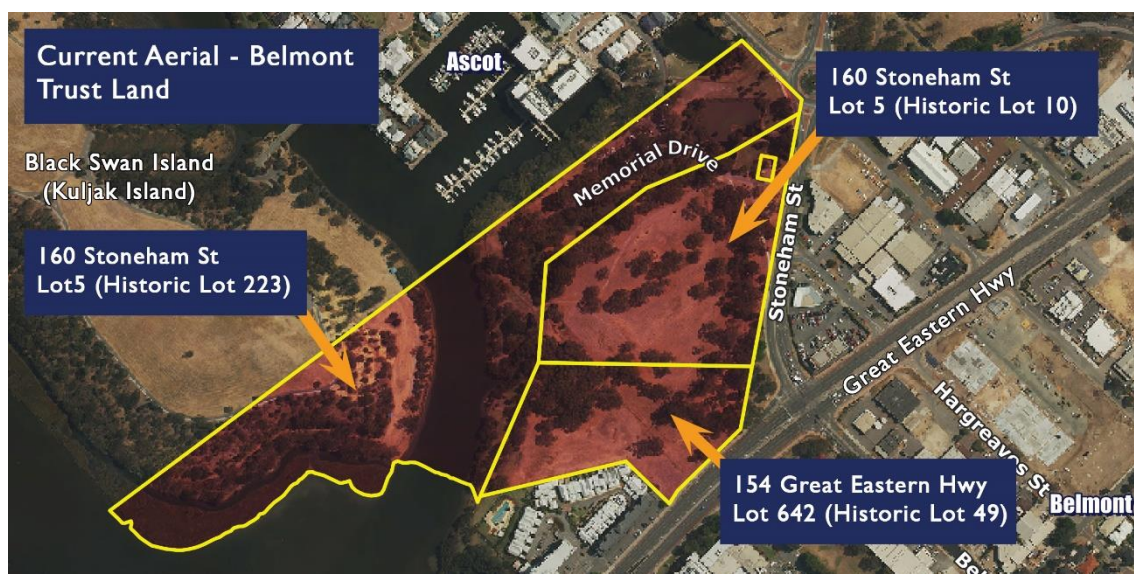 Current Aerial - Belmont
Trust Land
Ascot
160 Stoneham St
Lot 5 (Historic Lot 10)
Black Swan Island
(Kuljak Island)
Memorial Drive
160 Stoneham St
Lot5 (Historic Lot 223)
Stoneham St
Great Eastern Hwy
Hargreaves St
154 Great Eastern Hwy
Lot 642 (Historic Lot 49)
Belmont